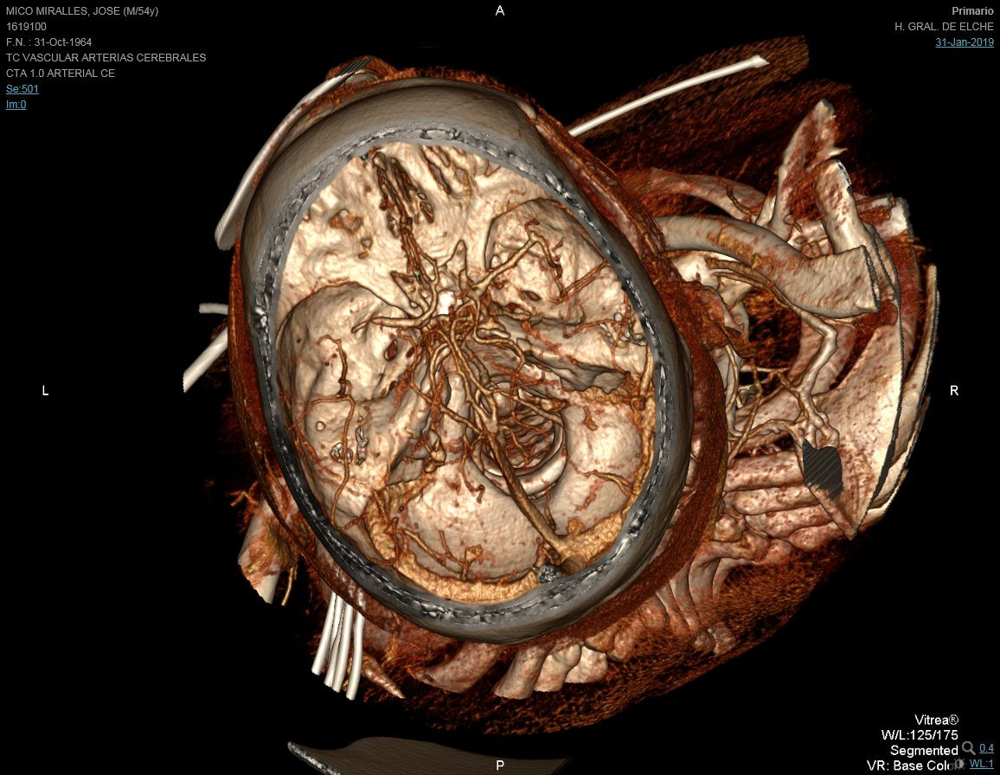 MICO MIRALLES, JOSE (M/54y)
1619100
F.N. : 31-Oct-1964
TC VASCULAR ARTERIAS CEREBRALES
CTA 1.0 ARTERIAL CE
Se:501
Im:0
A
Primario
H. GRAL. DE ELCHE
31-Jan-2019
L
R
Vitrea®
W/L:125/175
Segmented
0.4
VR: Base Colo
WL:1
P